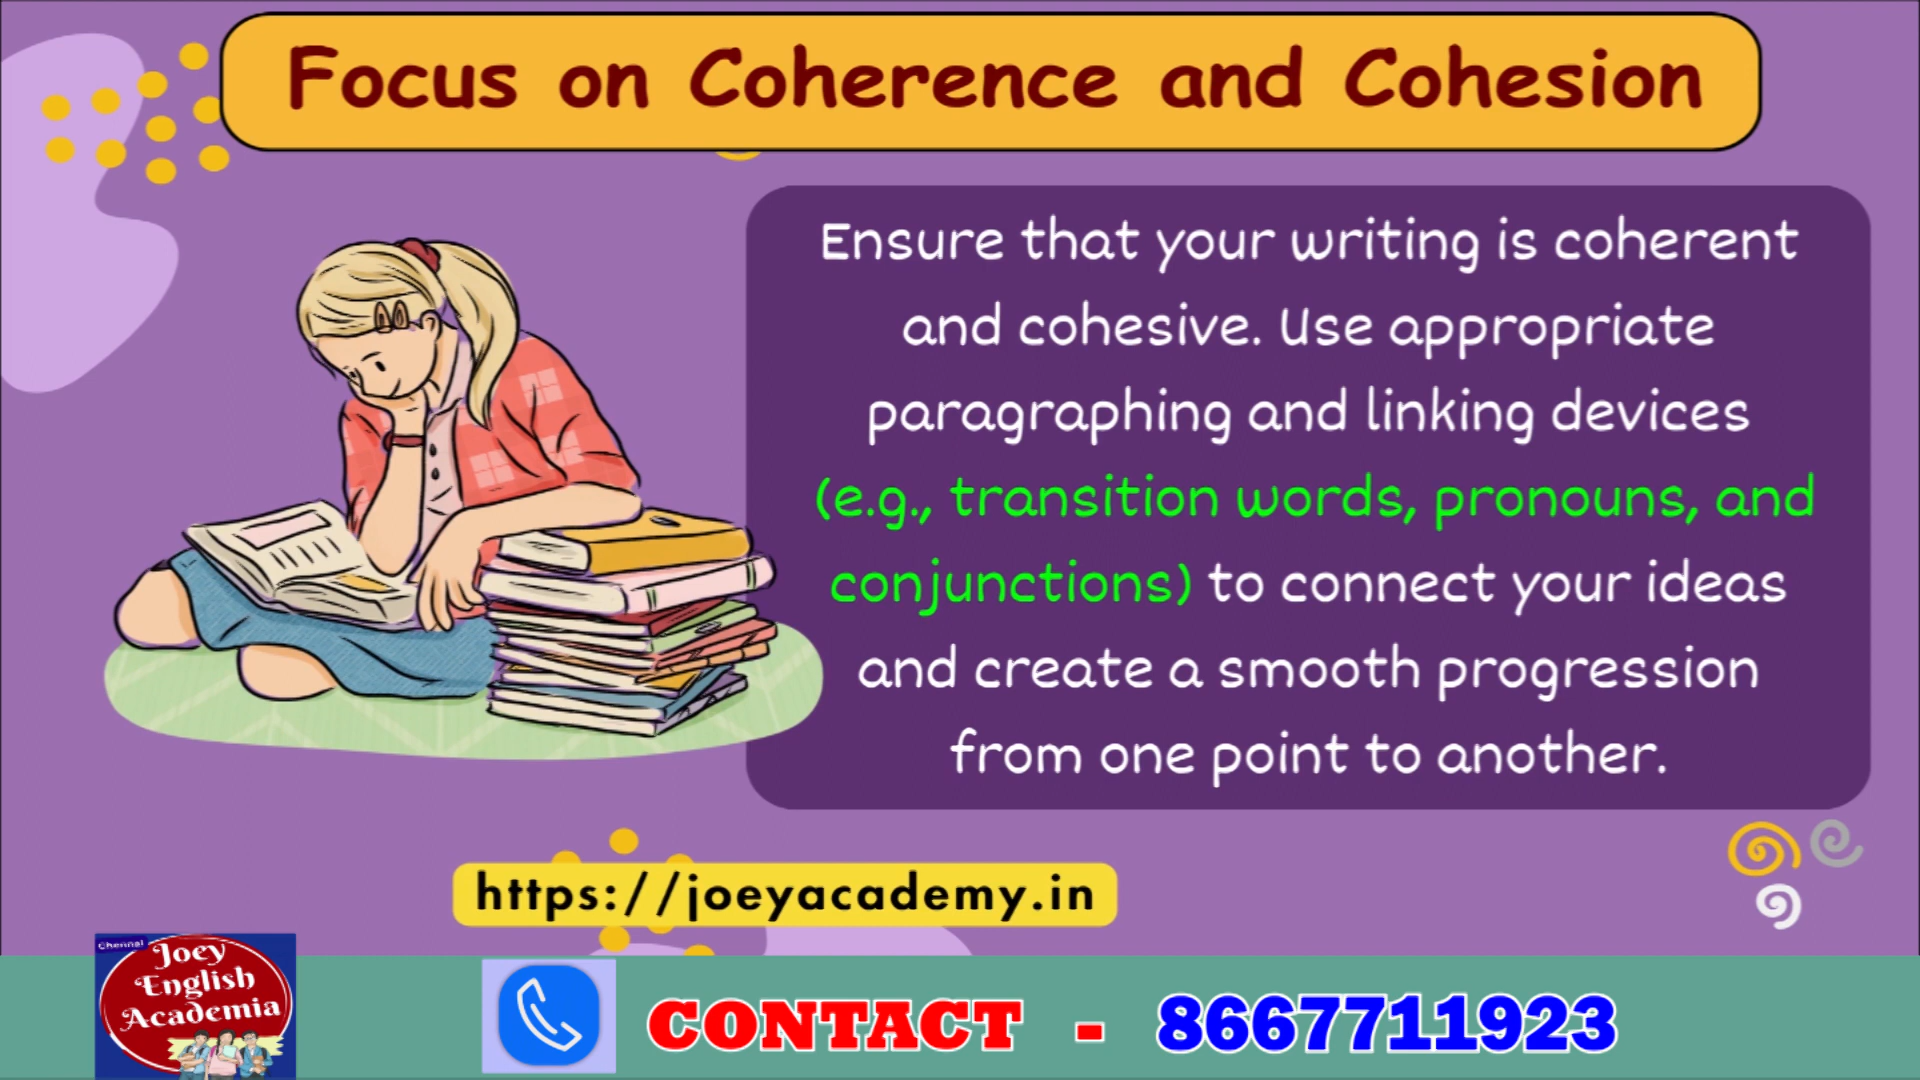 Focus on Coherence and Cohesion
Ensure that your writing is coherent
and cohesive. Use appropriate
paragraphing and linking devices
(e.g., transition words, pronouns, and
conjunctions) to connect your ideas
and create a smooth progression
from one point to another.
https://joeyacademy.in
Chennai
Joey
English
Academia
CONTACT - 8667711923